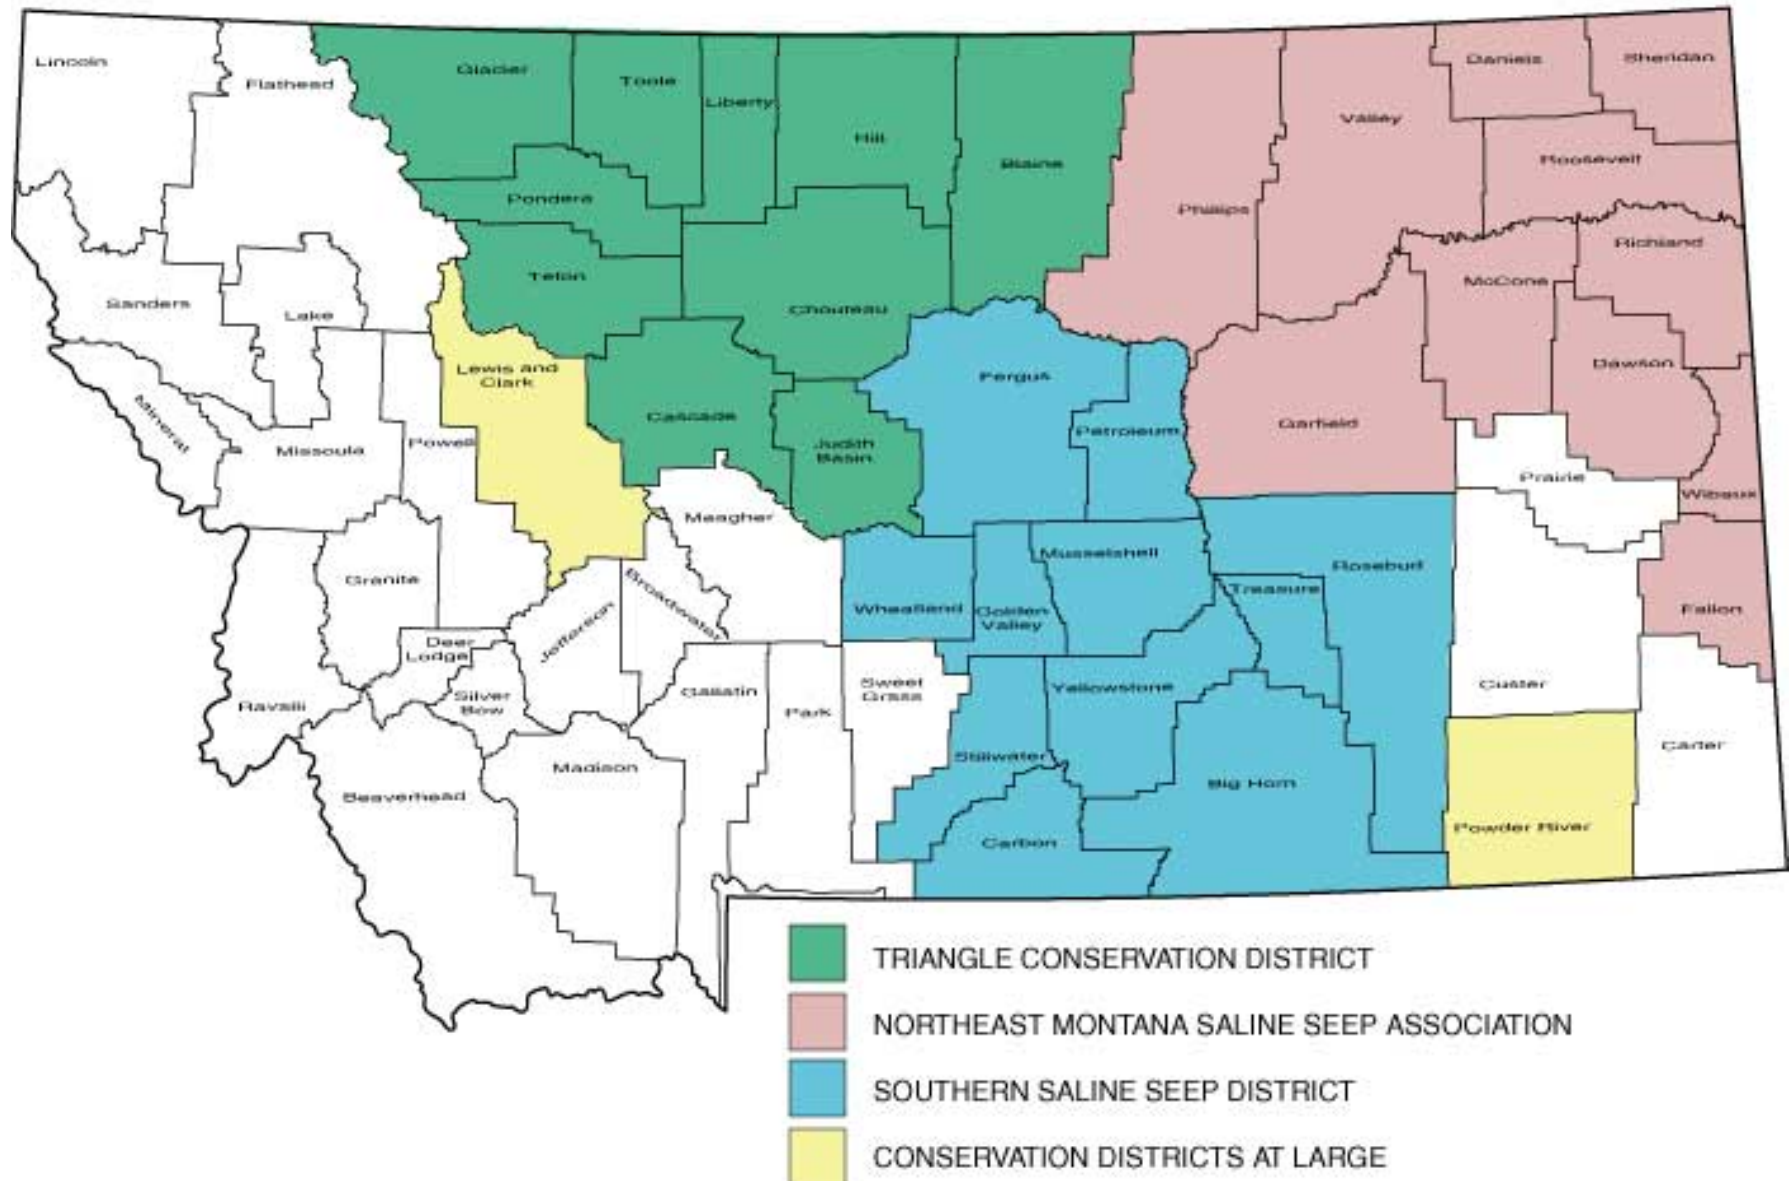 Lincoln
Flathead
Glacier
Toole
Liberty
Hill
Blaine
Phillips
Valley
Daniels
Sheridan
Roosevelt
Pondera
Teton
Chouteau
Richland
McCone
Sanders
Lake
Lewis and
Clark
Cascade
Judith
Basin
Fergus
Petroleum
Garfield
Dawson
Mineral
Missoula
Powell
Meagher
Prairie
Wibaux
Granite
Broadwater
Wheatland
Golden
Valley
Musselshell
Treasure
Rosebud
Fallon
Deer
Lodge
Jefferson
Ravalli
Silver
Bow
Gallatin
Park
Sweet
Grass
Yellowstone
Custer
Stillwater
Carter
Beaverhead
Madison
Big Horn
Carbon
Powder River
TRIANGLE CONSERVATION DISTRICT
NORTHEAST MONTANA SALINE SEEP ASSOCIATION
SOUTHERN SALINE SEEP DISTRICT
CONSERVATION DISTRICTS AT LARGE